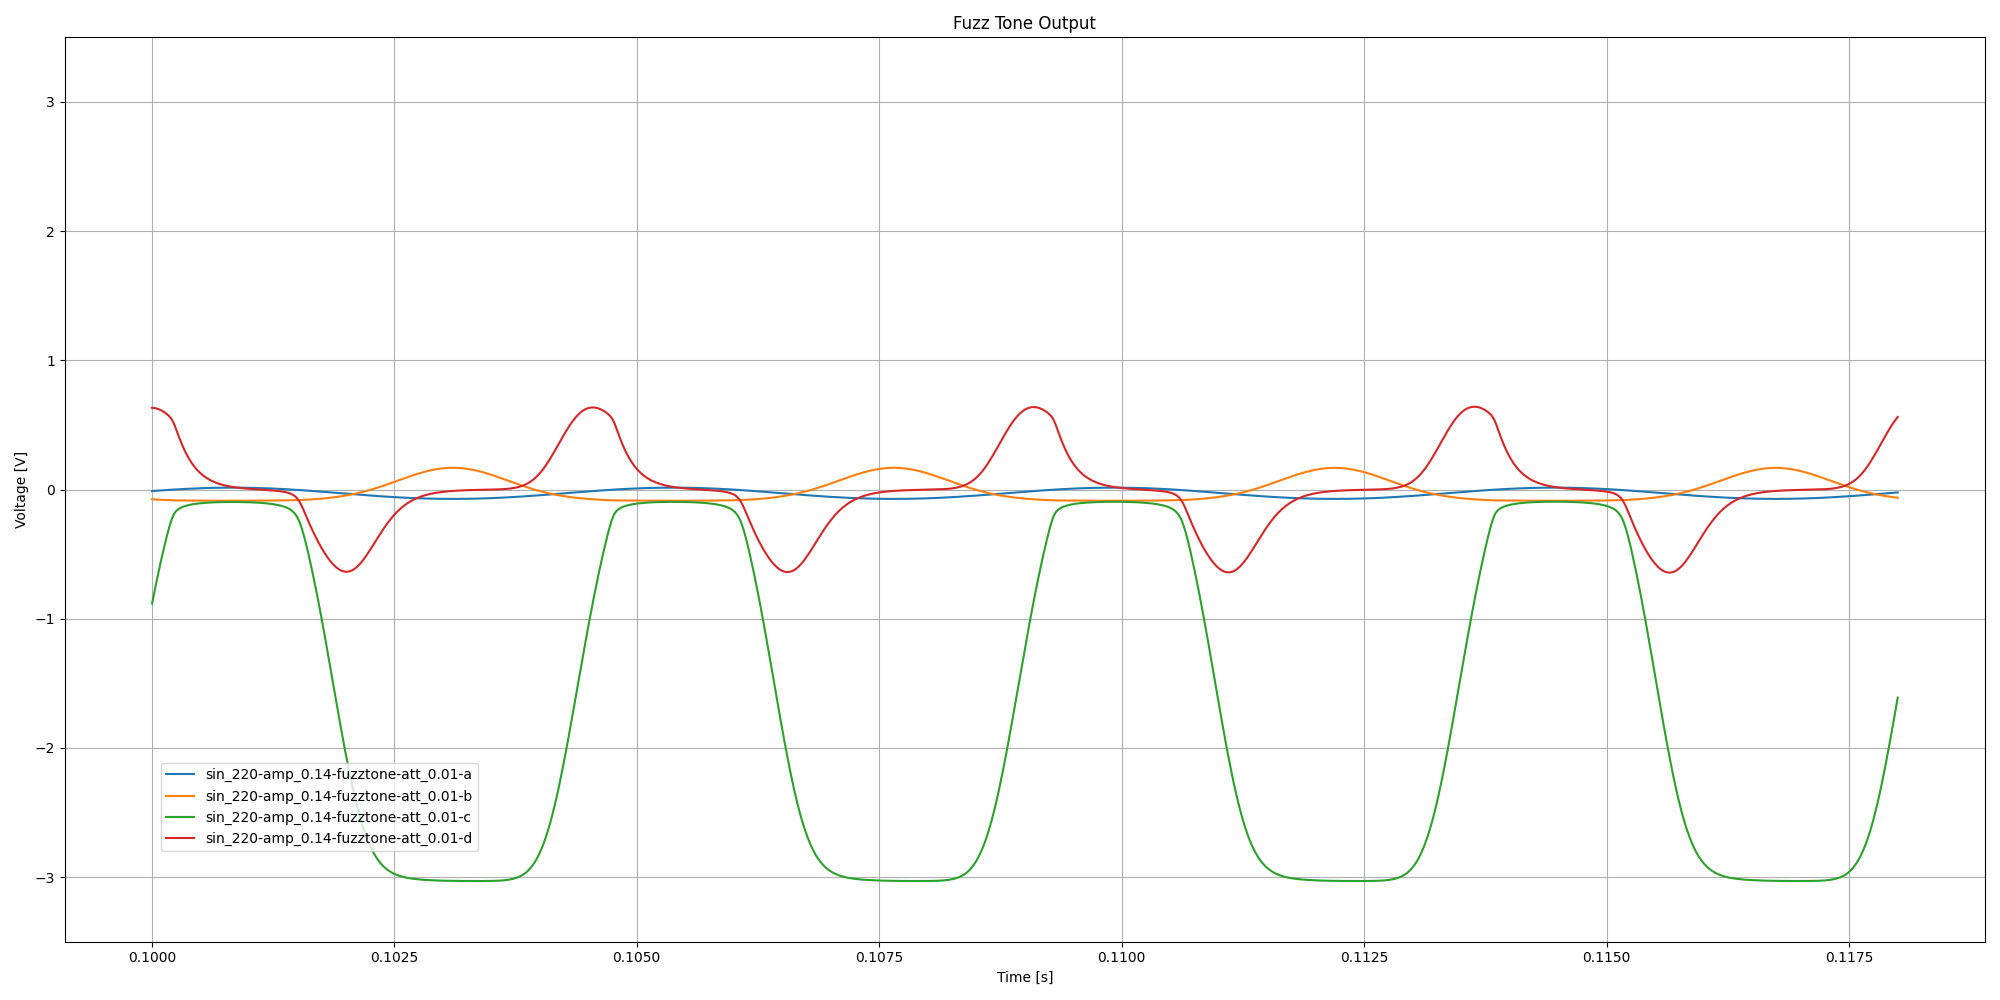 Fuzz Tone Output
Voltage [V]
3
2
1
0
−1
−2
−3
sin_220-amp_0.14-fuzztone-att_0.01-a
sin_220-amp_0.14-fuzztone-att_0.01-b
sin_220-amp_0.14-fuzztone-att_0.01-c
sin_220-amp_0.14-fuzztone-att_0.01-d
0.1000 0.1025 0.1050 0.1075 0.1100 0.1125 0.1150 0.1175
Time [s]